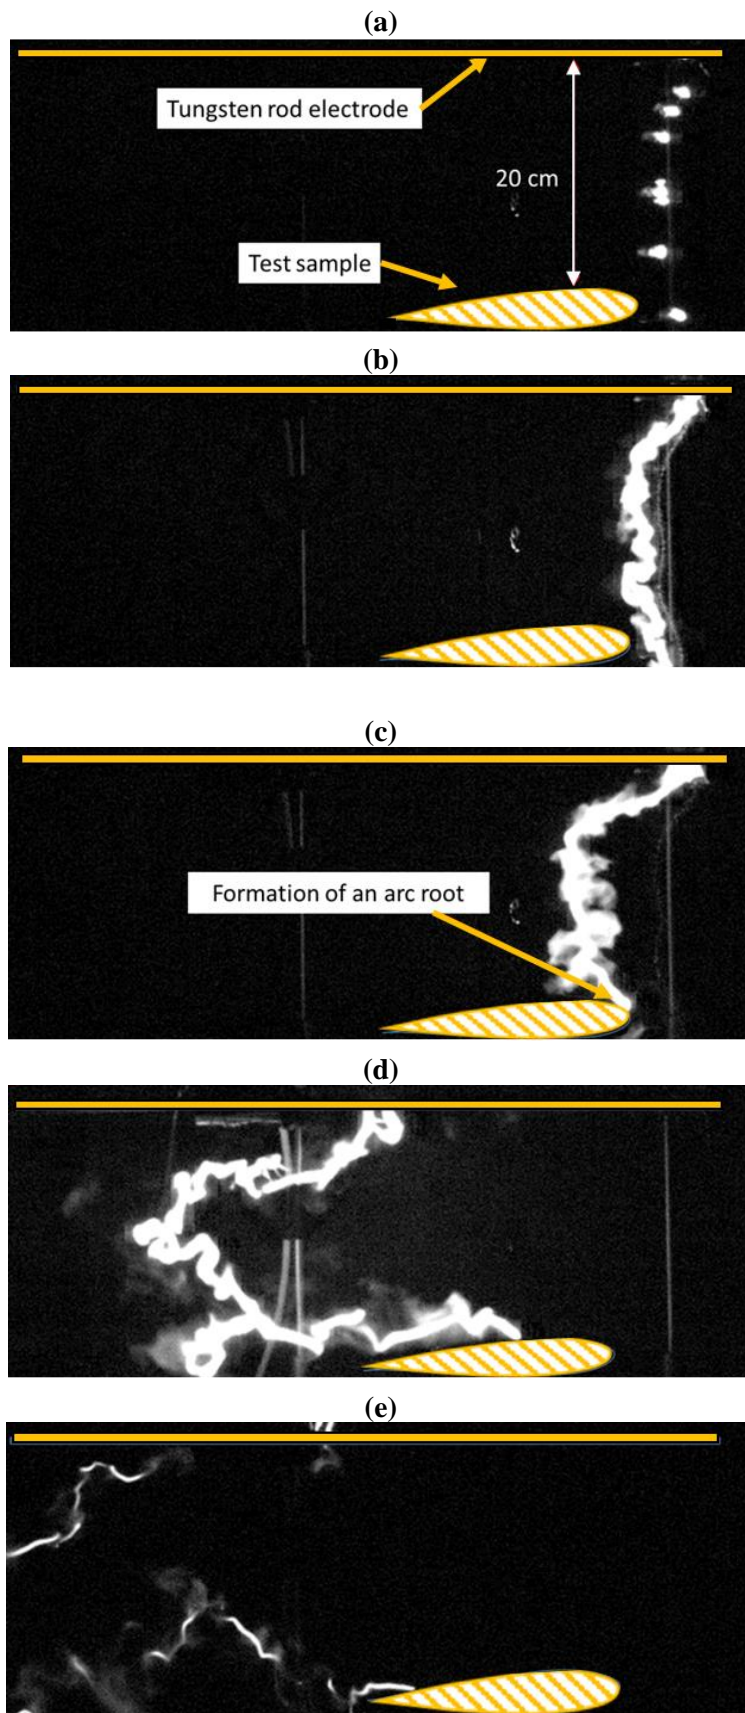 (a)
Tungsten rod electrode
20 cm
Test sample
(b)
(c)
Formation of an arc root
(d)
(e)